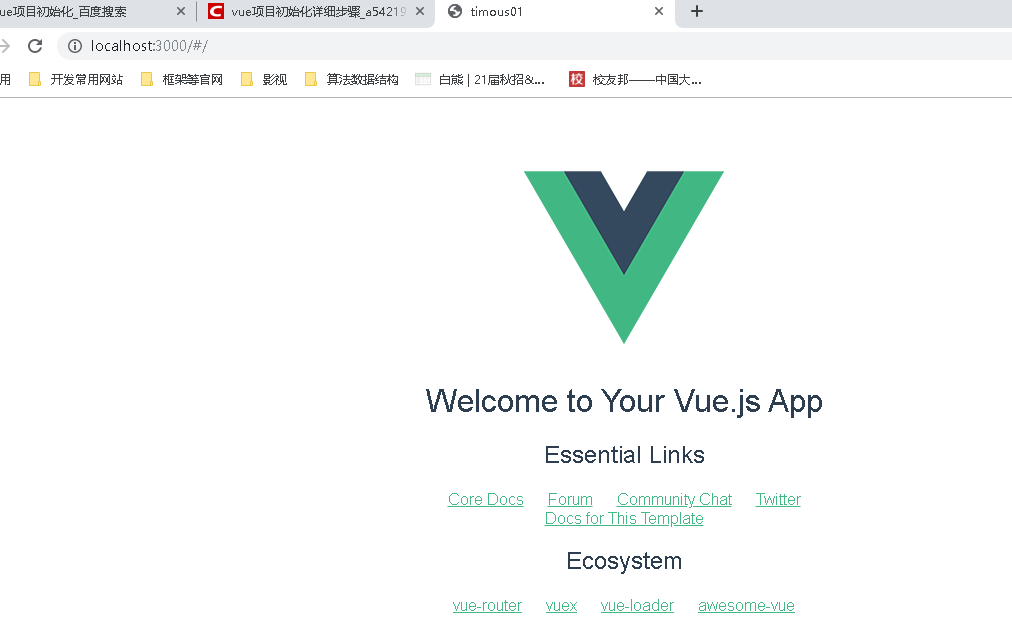 ue项目初始化_百度搜索 vue项目初始化详细步骤_a54219 timous01
localhost:3000/#/
用 开发常用网站 框架等官网 影视 算法数据结构 白熊 | 21届秋招&... 校 校友邦——中国大...
Welcome to Your Vue.js App
Essential Links
Core Docs Forum Community Chat Twitter
Docs for This Template
Ecosystem
vue-router vuex vue-loader awesome-vue